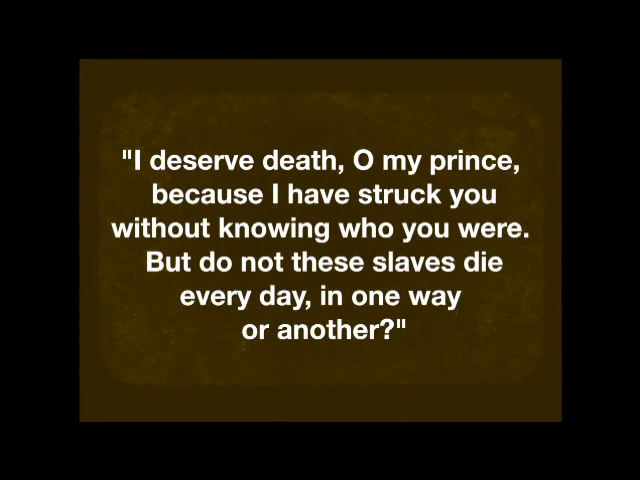 "I deserve death, O my prince,
because I have struck you
without knowing who you were.
But do not these slaves die
every day, in one way
or another?"